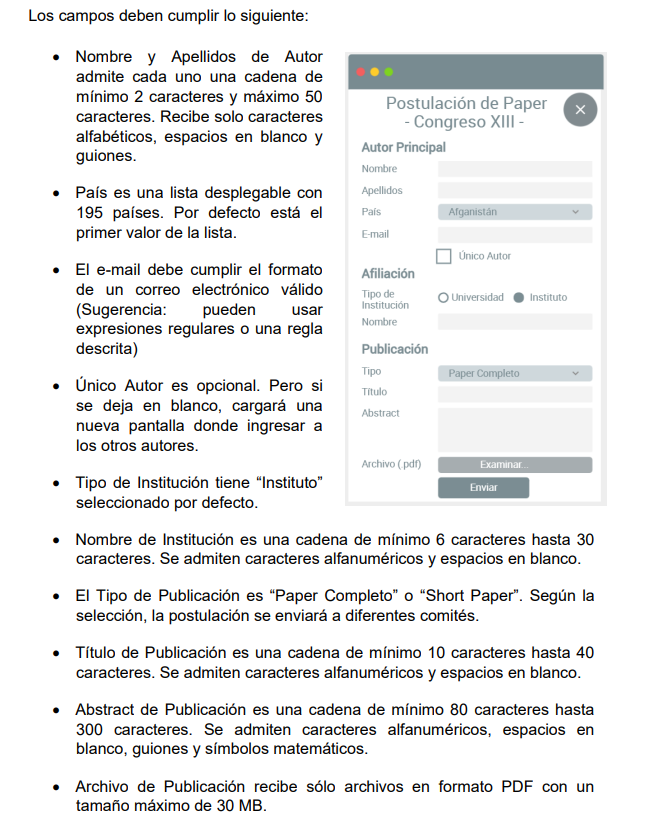 Los campos deben cumplir lo siguiente:
• Nombre y Apellidos de Autor
admite cada uno una cadena de
mínimo 2 caracteres y máximo 50
caracteres. Recibe solo caracteres
alfabéticos, espacios en blanco y
guiones.
• País es una lista desplegable con
195 países. Por defecto está el
primer valor de la lista.
• El e-mail debe cumplir el formato
de un correo electrónico válido
(Sugerencia: pueden usar
expresiones regulares o una regla
descrita)
• Único Autor es opcional. Pero si
se deja en blanco, cargará una
nueva pantalla donde ingresar a
los otros autores.
• Tipo de Institución tiene “Instituto”
seleccionado por defecto.
Postulación de Paper
- Congreso XIII -
Autor Principal
Nombre
Apellidos
País Afganistán
E-mail
Único Autor
Afiliación
Tipo de
Institución
Universidad Instituto
Nombre
Publicación
Tipo Paper Completo
Título
Abstract
Archivo (.pdf) Examinar...
Enviar
• Nombre de Institución es una cadena de mínimo 6 caracteres hasta 30
caracteres. Se admiten caracteres alfanuméricos y espacios en blanco.
• El Tipo de Publicación es “Paper Completo” o “Short Paper”. Según la
selección, la postulación se enviará a diferentes comités.
• Título de Publicación es una cadena de mínimo 10 caracteres hasta 40
caracteres. Se admiten caracteres alfanuméricos y espacios en blanco.
• Abstract de Publicación es una cadena de mínimo 80 caracteres hasta
300 caracteres. Se admiten caracteres alfanuméricos, espacios en
blanco, guiones y símbolos matemáticos.
• Archivo de Publicación recibe sólo archivos en formato PDF con un
tamaño máximo de 30 MB.